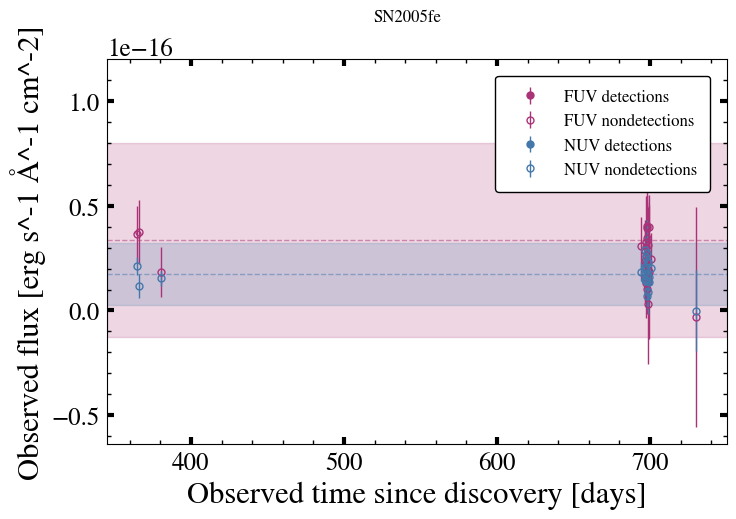 SN2005fe
1e−16
Observed flux [erg s^-1 Å^-1 cm^-2]
1.0
0.5
0.0
−0.5
FUV detections
FUV nondetections
NUV detections
NUV nondetections
400 500 600 700
Observed time since discovery [days]